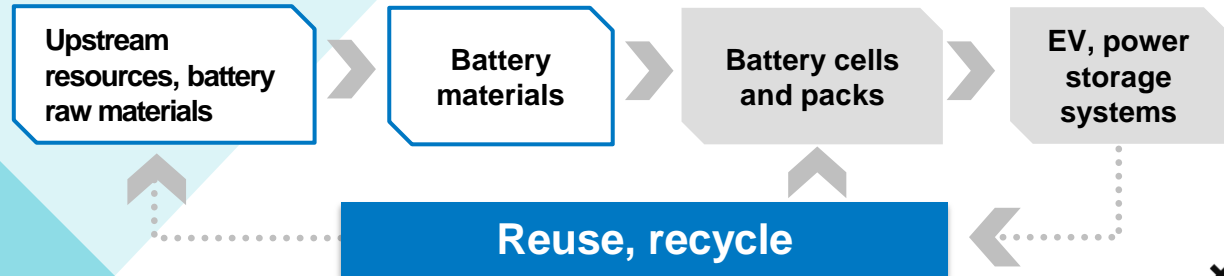 Upstream
resources, battery
raw materials
Battery
materials
Battery cells
and packs
EV, power
storage
systems
Reuse, recycle